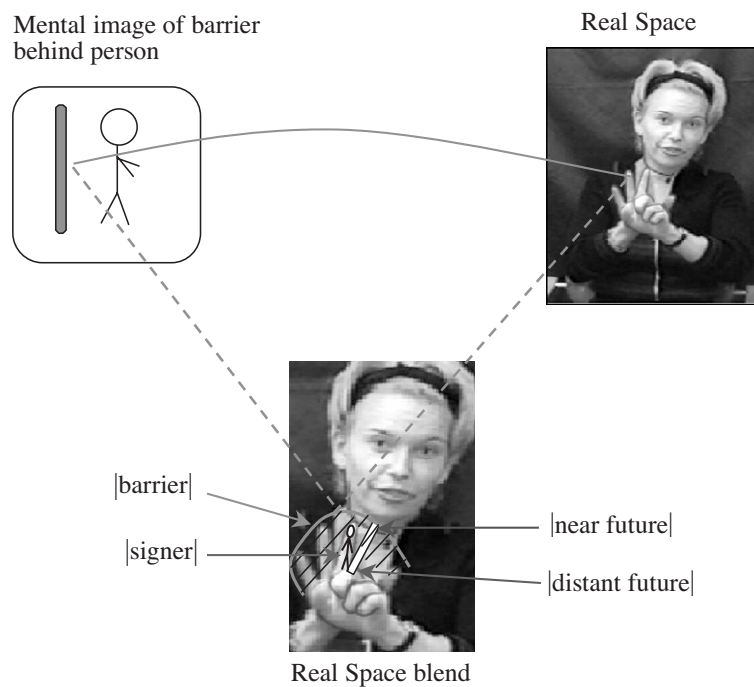 Mental image of barrier
behind person
Real Space
|barrier|
|signer|
|near future|
|distant future|
Real Space blend